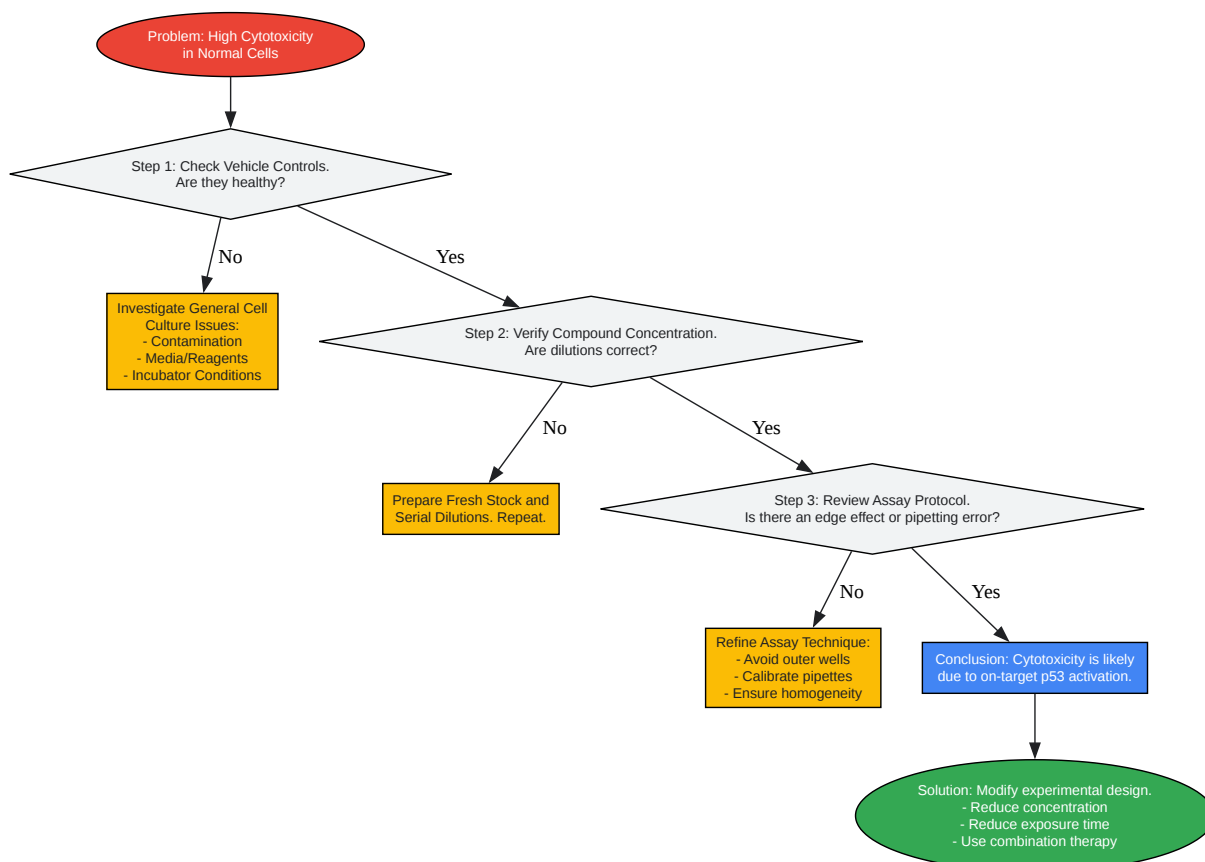 Problem: High Cytotoxicity
in Normal Cells
Step 1: Check Vehicle Controls.
Are they healthy?
No
Yes
Investigate General Cell
Culture Issues:
- Contamination
- Media/Reagents
- Incubator Conditions
Step 2: Verify Compound Concentration.
Are dilutions correct?
No
Yes
Prepare Fresh Stock and
Serial Dilutions. Repeat.
Step 3: Review Assay Protocol.
Is there an edge effect or pipetting error?
No
Yes
Refine Assay Technique:
- Avoid outer wells
- Calibrate pipettes
- Ensure homogeneity
Conclusion: Cytotoxicity is likely
due to on-target p53 activation.
Solution: Modify experimental design.
- Reduce concentration
- Reduce exposure time
- Use combination therapy